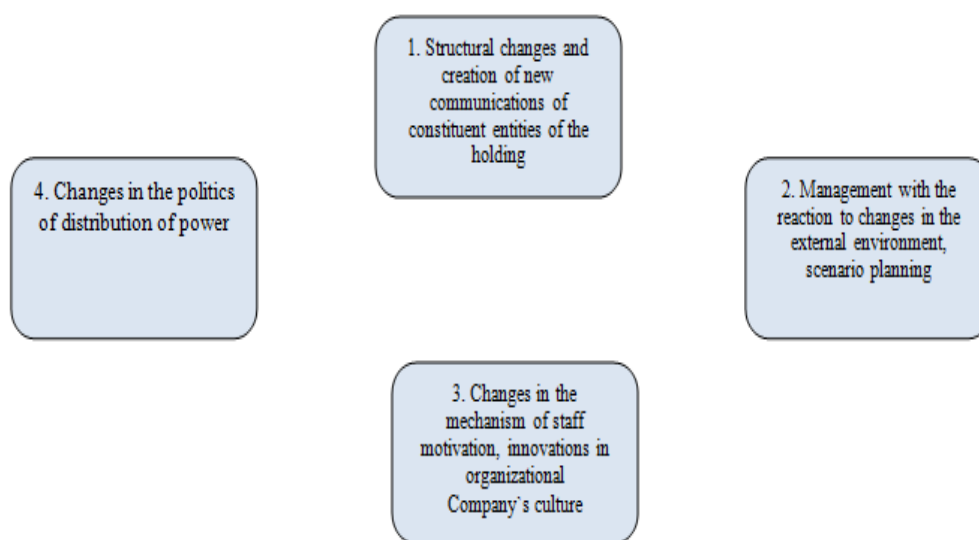 1. Structural changes and
creation of new
communications of
constituent entities of the
holding
4. Changes in the politics
of distribution of power
2. Management with the
reaction to changes in the
external environment,
scenario planning
3. Changes in the
mechanism of staff
motivation, innovations in
organizational
Company`s culture